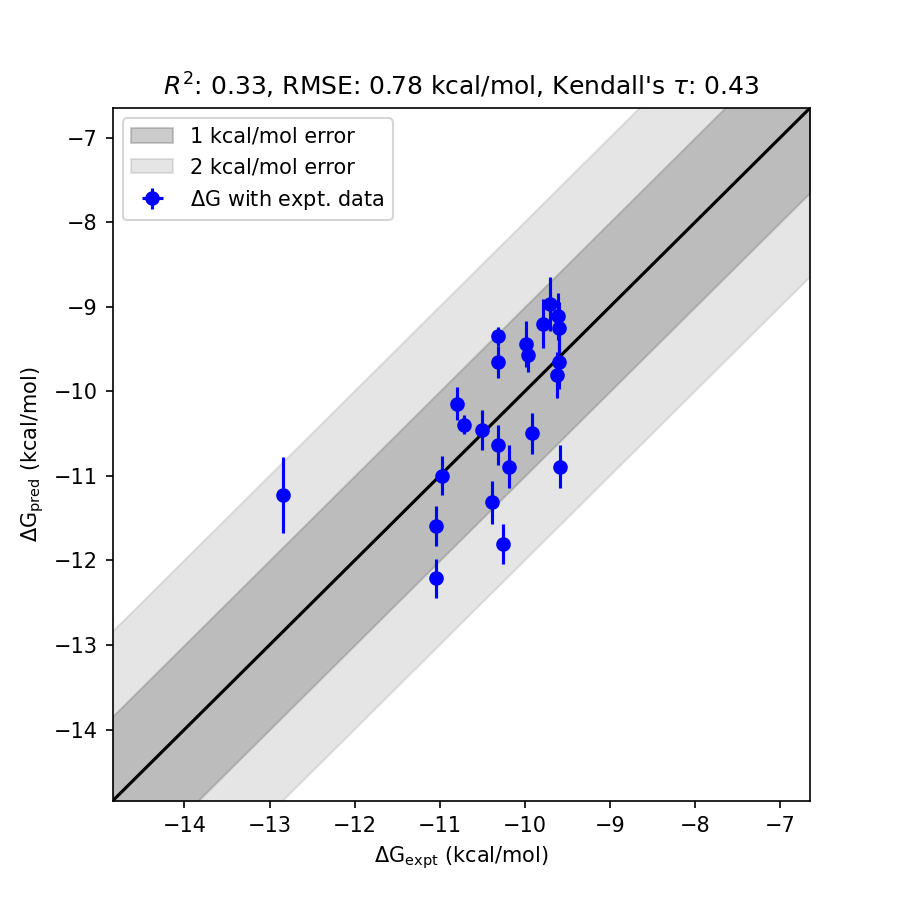 R²: 0.33, RMSE: 0.78 kcal/mol, Kendall's τ: 0.43
1 kcal/mol error
2 kcal/mol error
ΔG with expt. data
−7
−8
−9
−10
−11
−12
−13
−14
ΔGpred (kcal/mol)
−14 −13 −12 −11 −10 −9 −8 −7
ΔGexpt (kcal/mol)